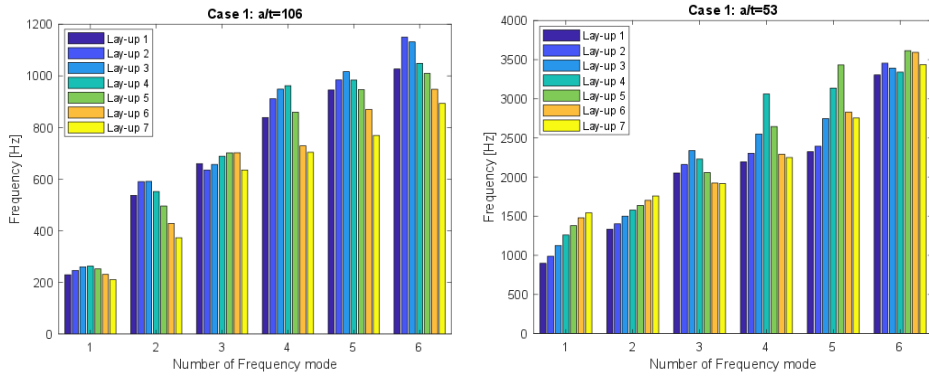 Case 1: a/t=106
1200
1000
800
600
400
200
0
Frequency [Hz]
Lay-up 1
Lay-up 2
Lay-up 3
Lay-up 4
Lay-up 5
Lay-up 6
Lay-up 7
1 2 3 4 5 6
Number of Frequency mode
Case 1: a/t=53
4000
3500
3000
2500
2000
1500
1000
500
0
Frequency [Hz]
Lay-up 1
Lay-up 2
Lay-up 3
Lay-up 4
Lay-up 5
Lay-up 6
Lay-up 7
1 2 3 4 5 6
Number of Frequency mode